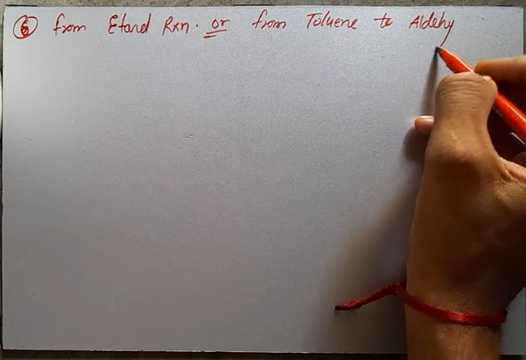 ⑥ from Etard Rxn. or from Toluene to Aldehy